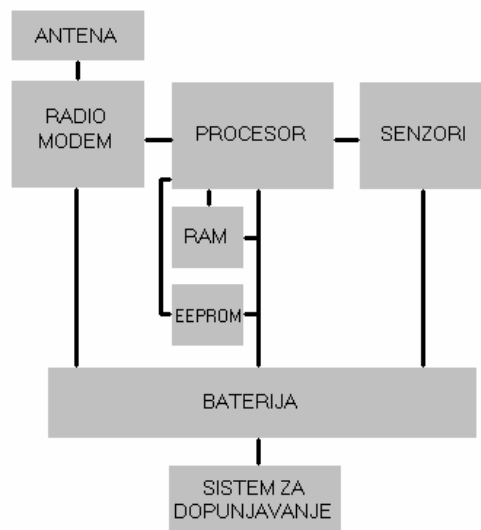 ANTENA
RADIO
MODEM
PROCESOR
SENZORI
RAM
EEPROM
BATERIJA
SISTEM ZA
DOPUNJAVANJE